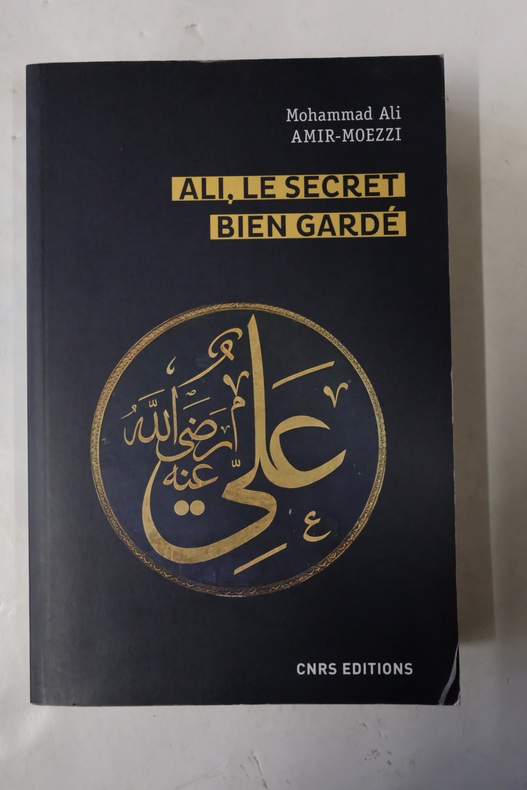 Mohammad Ali
AMIR-MOEZZI
ALI, LE SECRET
BIEN GARDÉ
علي رضي الله عنه
ع
CNRS EDITIONS